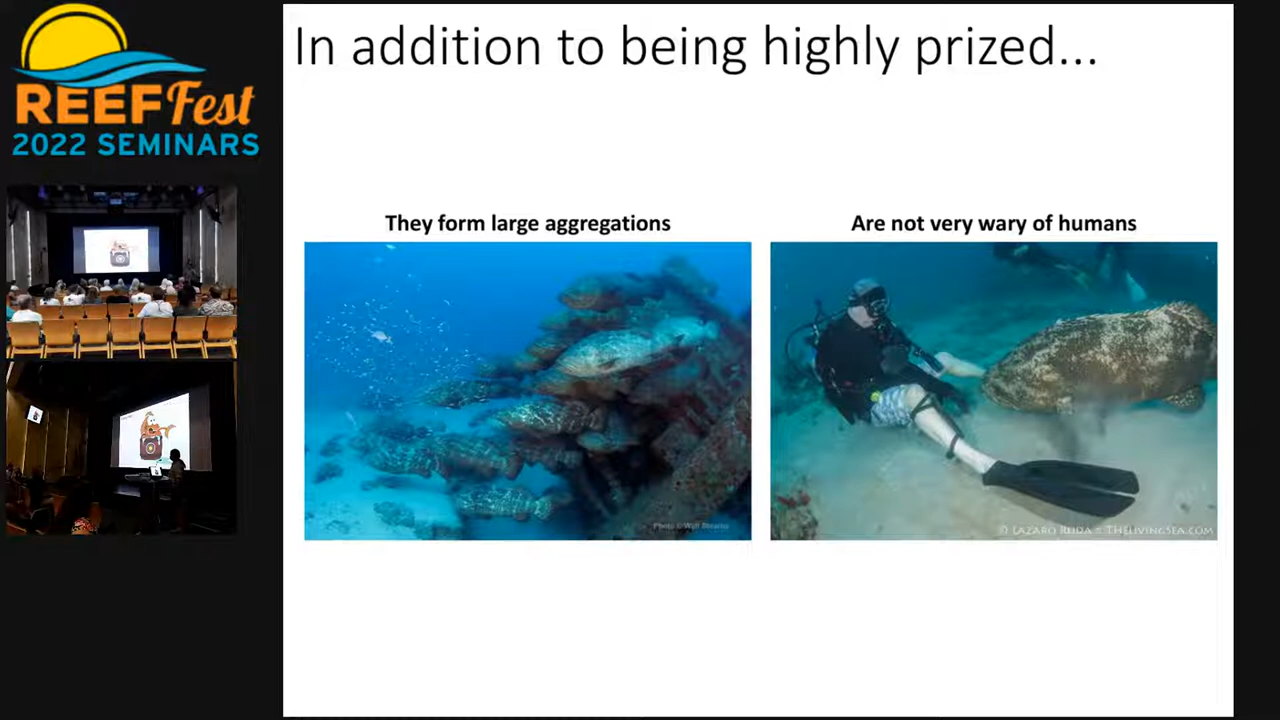 REEF Fest
2022 SEMINARS
In addition to being highly prized...
They form large aggregations
Are not very wary of humans
Photo ©
© LAZARO RUDA - THELIVINGSEA.COM